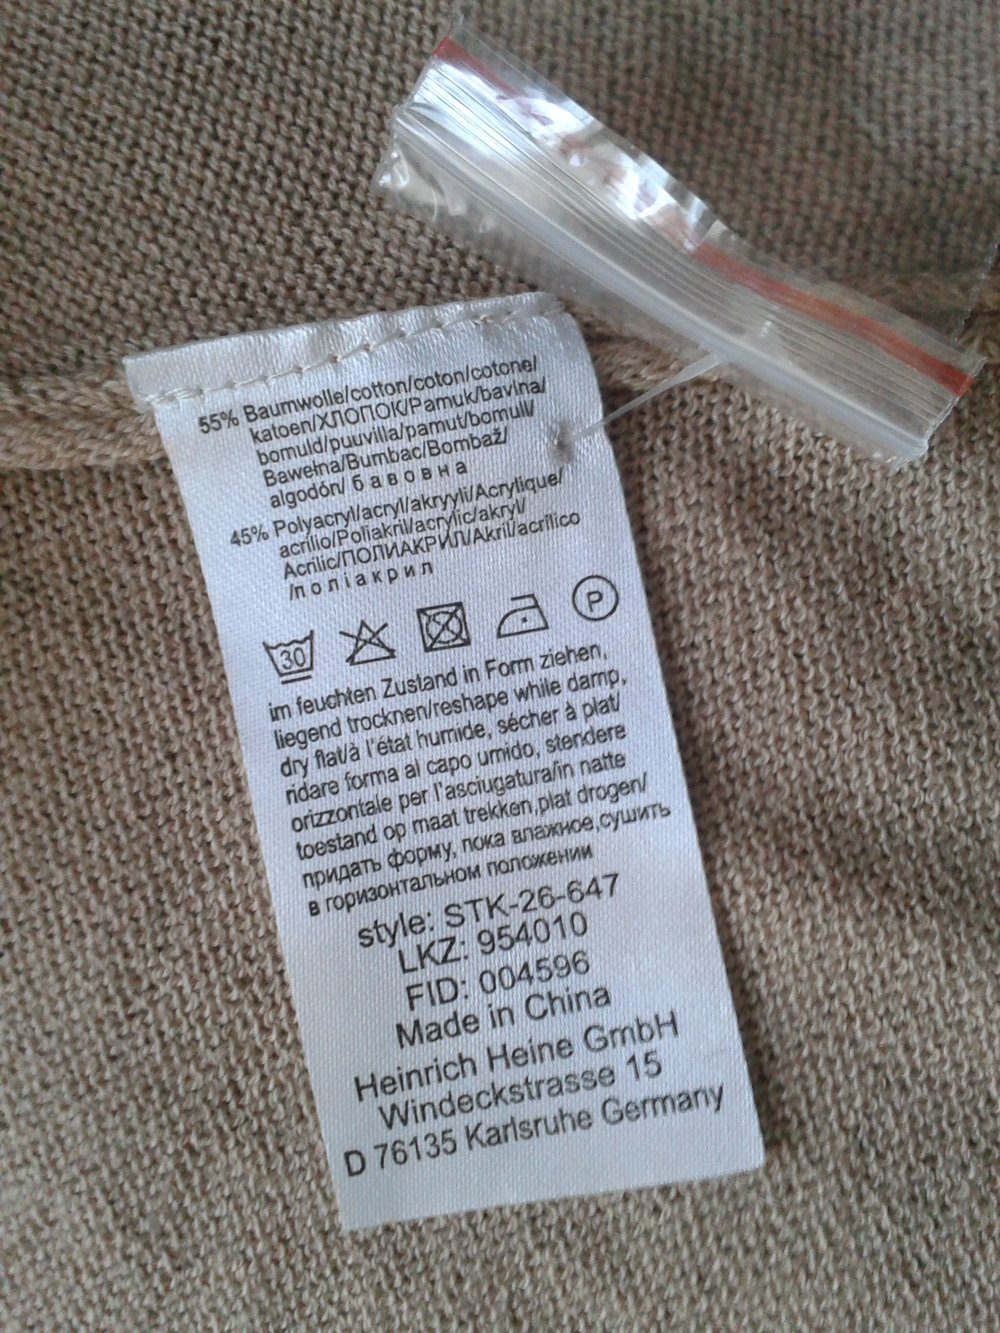 55% Baumwolle/cotton/coton/cotone/
katoen/ХЛОПОК/Pamuk/bavlna/
bomuld/puuvilla/pamut/bomull/
Bawełna/Bumbac/Bombaž/
algodón/ бавовна
45% Polyacryl/acryl/akryyli/Acrylique/
acrilio/Poliakril/acrylic/akryl/
Acrilic/ПОЛИАКРИЛ/Akril/acrílico
/поліакрил
30 P
im feuchten Zustand in Form ziehen,
liegend trocknen/reshape while damp,
dry flat/à l'état humide, sécher à plat/
ridare forma al capo umido, stendere
orizzontale per l'asciugatura/in natte
toestand op maat trekken,plat drogen/
придать форму, пока влажное,сушить
в горизонтальном положении
style: STK-26-647
LKZ: 954010
FID: 004596
Made in China
Heinrich Heine GmbH
Windeckstrasse 15
D 76135 Karlsruhe Germany